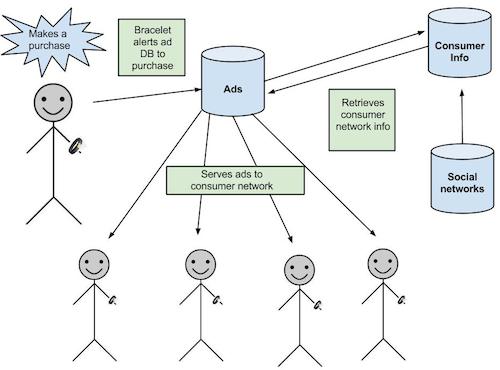 Makes a
purchase
Bracelet
alerts ad
DB to
purchase
Ads
Consumer
Info
Retrieves
consumer
network info
Serves ads to
consumer network
Social
networks